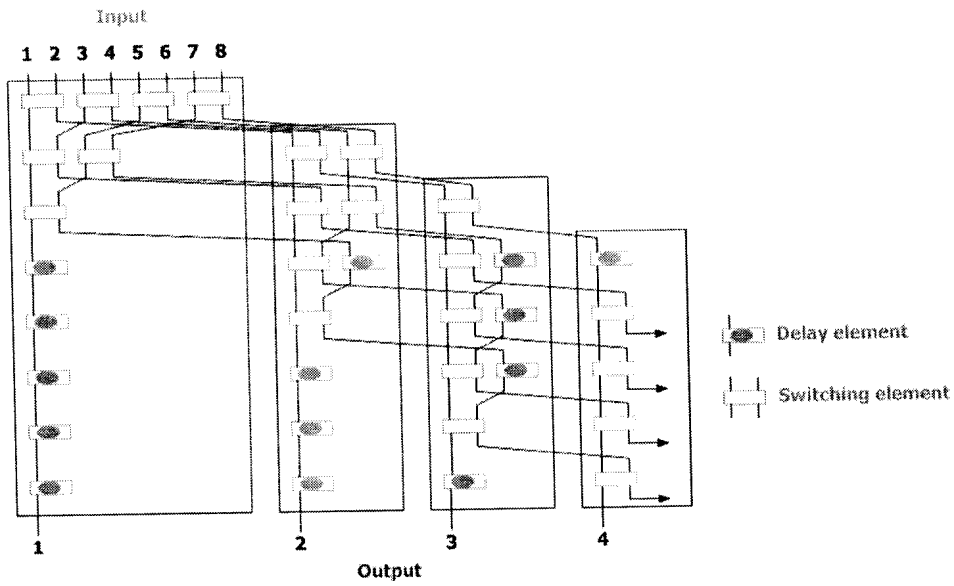 Input
1 2 3 4 5 6 7 8
Delay element
Switching element
1 2 3 4
Output